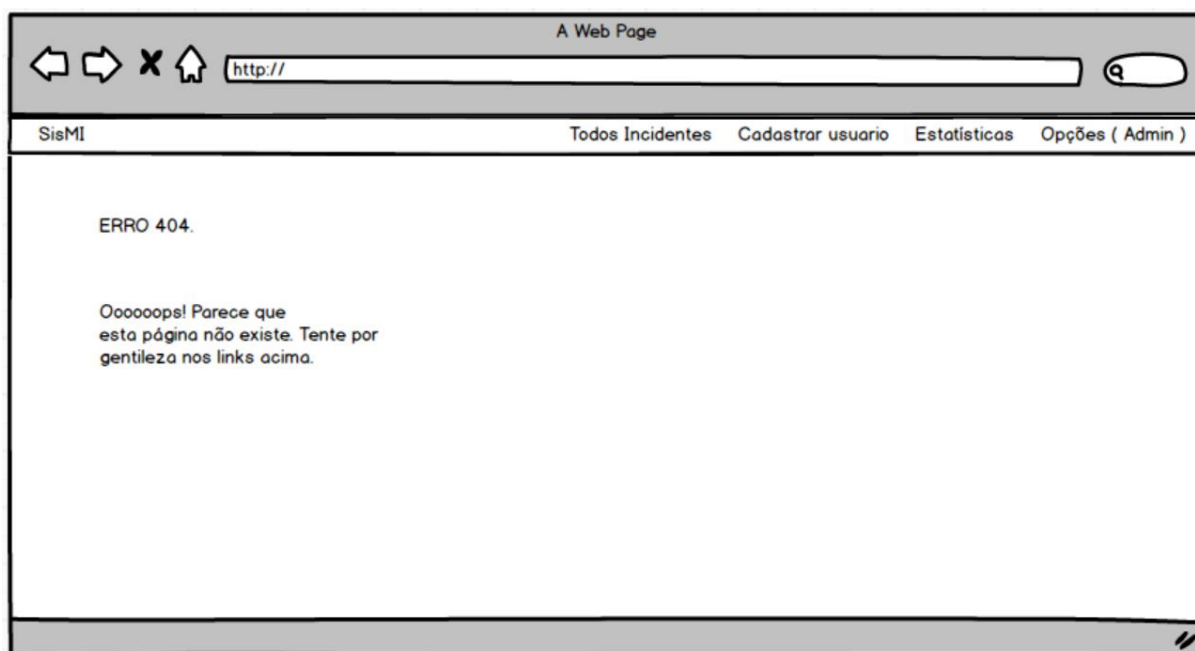 A Web Page
http://
SisMI Todos Incidentes Cadastrar usuario Estatísticas Opções ( Admin )
ERRO 404.
Oooooops! Parece que
esta página não existe. Tente por
gentileza nos links acima.